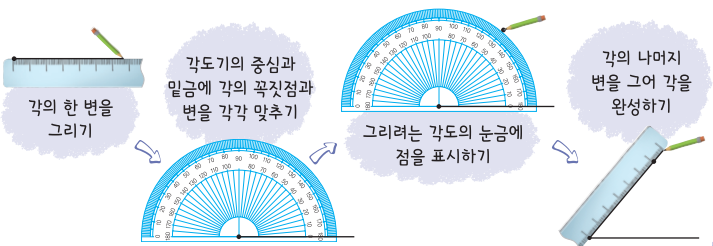 각의 한 변을
그리기
각도기의 중심과
밑금에 각의 꼭짓점과
변을 각각 맞추기
그리려는 각도의 눈금에
점을 표시하기
각의 나머지
변을 그어 각을
완성하기